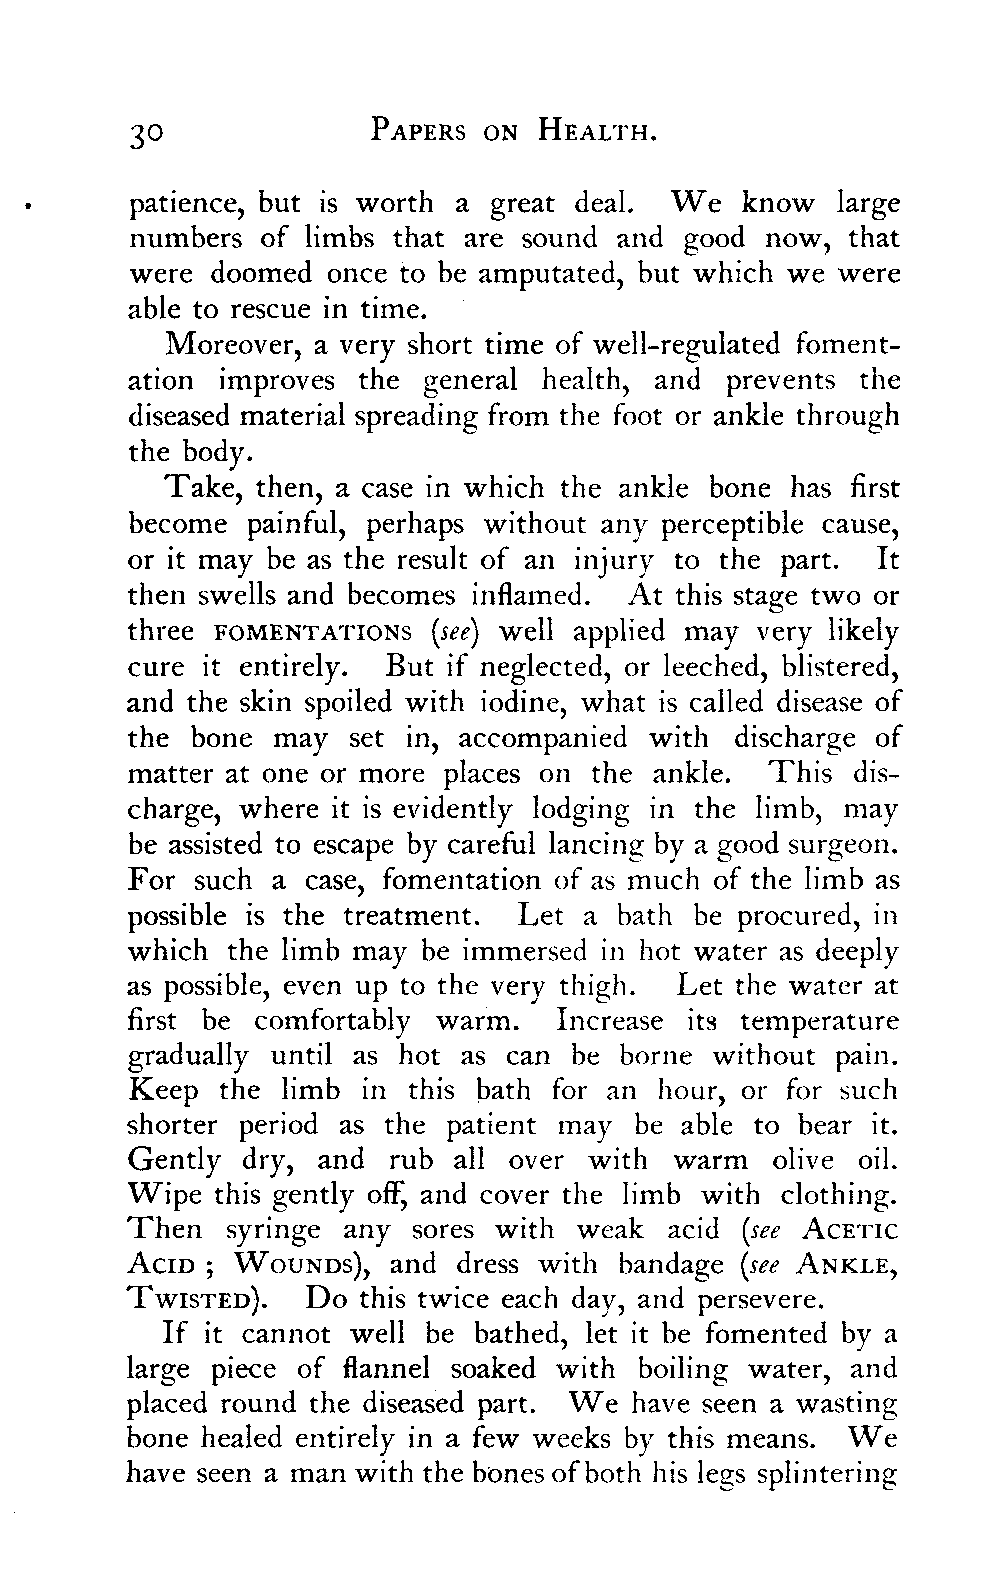 30 PAPERS ON HEALTH.
patience, but is worth a great deal. We know large
numbers of limbs that are sound and good now, that
were doomed once to be amputated, but which we were
able to rescue in time.
Moreover, a very short time of well-regulated foment-
ation improves the general health, and prevents the
diseased material spreading from the foot or ankle through
the body.
Take, then, a case in which the ankle bone has first
become painful, perhaps without any perceptible cause,
or it may be as the result of an injury to the part. It
then swells and becomes inflamed. At this stage two or
three FOMENTATIONS (see) well applied may very likely
cure it entirely. But if neglected, or leeched, blistered,
and the skin spoiled with iodine, what is called disease of
the bone may set in, accompanied with discharge of
matter at one or more places on the ankle. This dis-
charge, where it is evidently lodging in the limb, may
be assisted to escape by careful lancing by a good surgeon.
For such a case, fomentation of as much of the limb as
possible is the treatment. Let a bath be procured, in
which the limb may be immersed in hot water as deeply
as possible, even up to the very thigh. Let the water at
first be comfortably warm. Increase its temperature
gradually until as hot as can be borne without pain.
Keep the limb in this bath for an hour, or for such
shorter period as the patient may be able to bear it.
Gently dry, and rub all over with warm olive oil.
Wipe this gently off, and cover the limb with clothing.
Then syringe any sores with weak acid (see ACETIC
ACID ; WOUNDS), and dress with bandage (see ANKLE,
TWISTED). Do this twice each day, and persevere.
If it cannot well be bathed, let it be fomented by a
large piece of flannel soaked with boiling water, and
placed round the diseased part. We have seen a wasting
bone healed entirely in a few weeks by this means. We
have seen a man with the bones of both his legs splintering